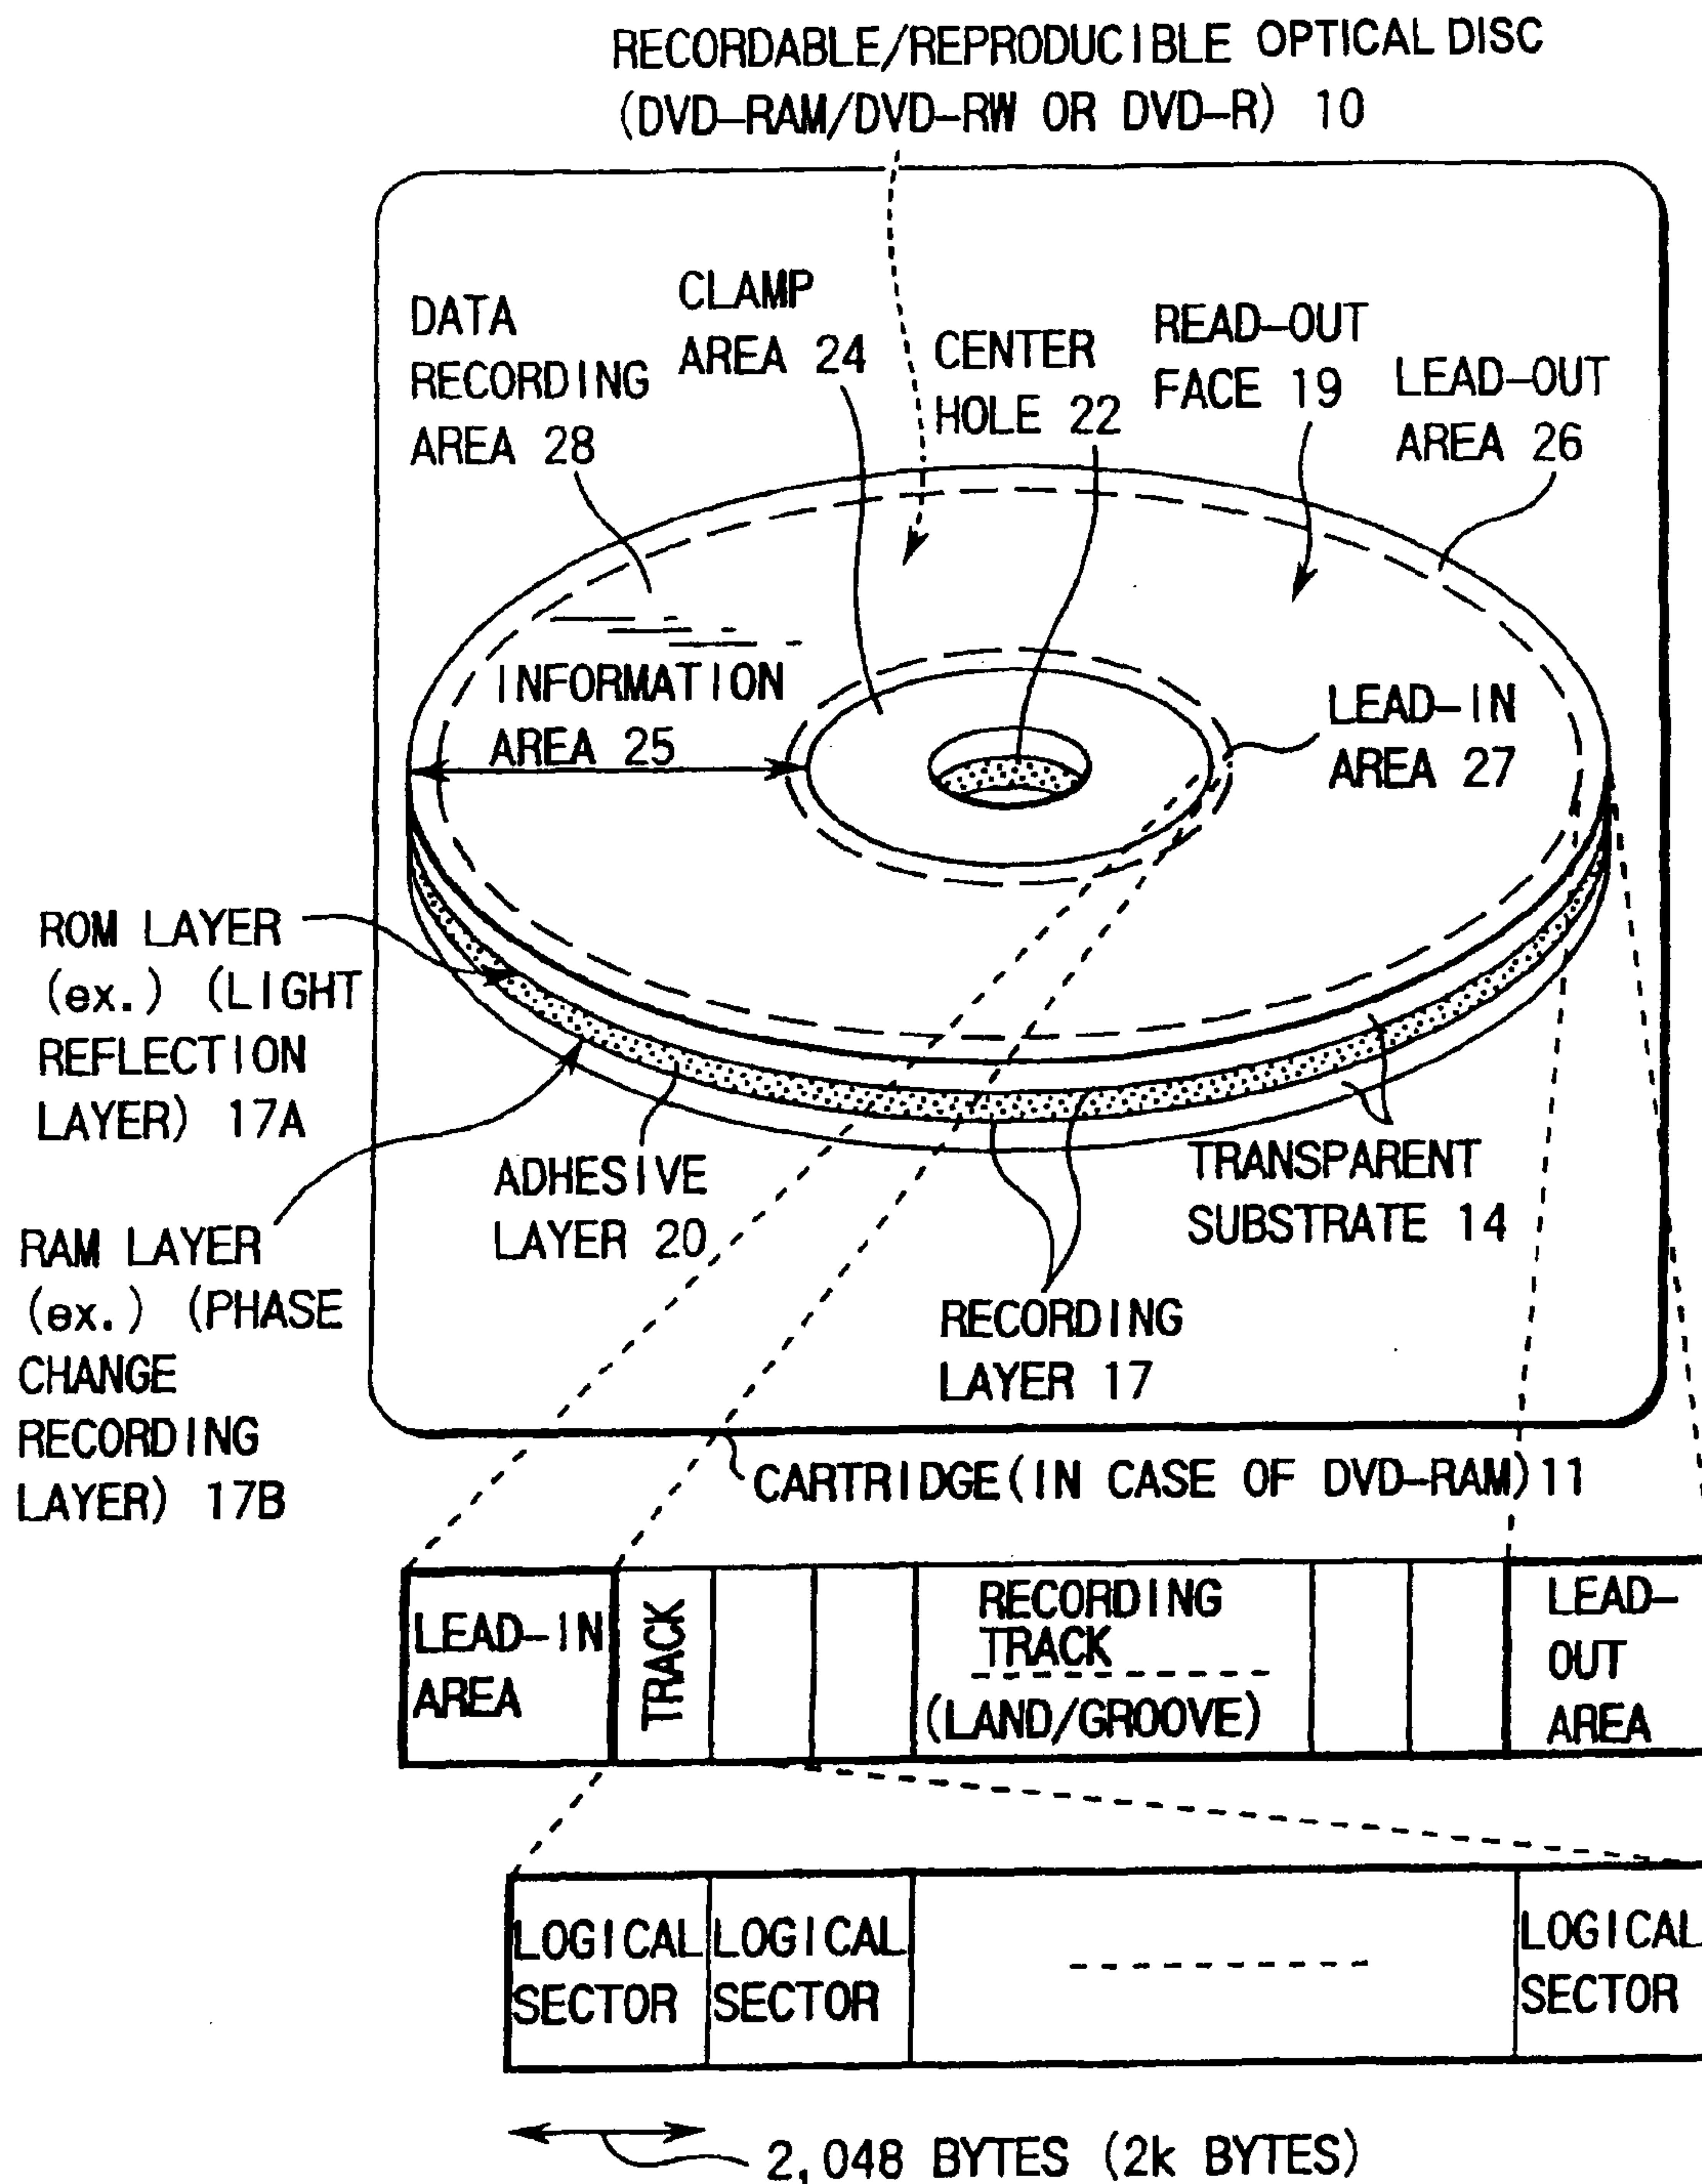 RECORDABLE/REPRODUCIBLE OPTICAL DISC
(DVD-RAM/DVD-RW OR DVD-R) 10
DATA
RECORDING
AREA 28
CLAMP
AREA 24
CENTER
HOLE 22
READ-OUT
FACE 19
LEAD-OUT
AREA 26
INFORMATION
AREA 25
LEAD-IN
AREA 27
ROM LAYER
(ex.) (LIGHT
REFLECTION
LAYER) 17A
RAM LAYER
(ex.) (PHASE
CHANGE
RECORDING
LAYER) 17B
ADHESIVE
LAYER 20
TRANSPARENT
SUBSTRATE 14
RECORDING
LAYER 17
CARTRIDGE(IN CASE OF DVD-RAM)11
LEAD-IN
AREA
TRACK
RECORDING
TRACK
(LAND/GROOVE)
LEAD-
OUT
AREA
LOGICAL
SECTOR
LOGICAL
SECTOR
LOGICAL
SECTOR
2,048 BYTES (2k BYTES)